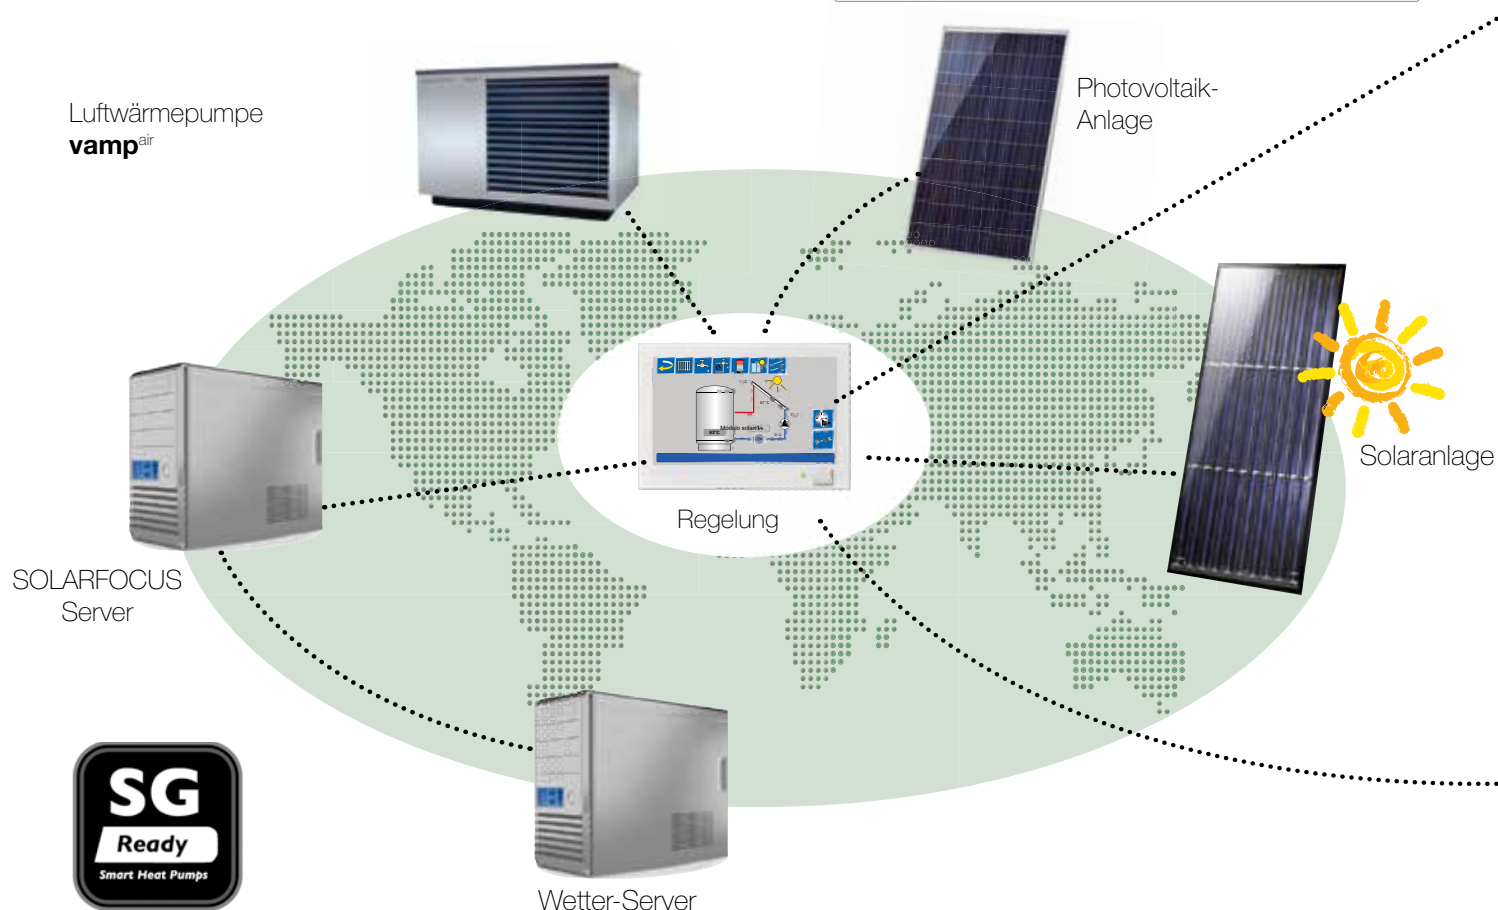 Luftwärmepumpe
vampair
Photovoltaik-
Anlage
Solaranlage
Regelung
SOLARFOCUS
Server
Wetter-Server
SG
Ready
Smart Heat Pumps